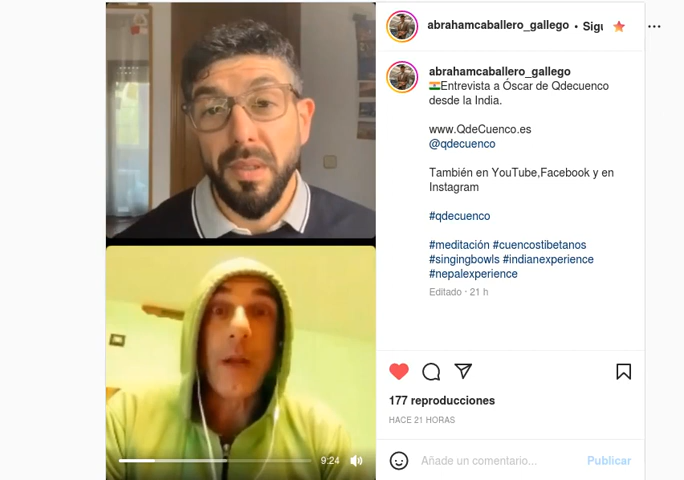 abrahamcaballero_gallego • Sigu
abrahamcaballero_gallego
Entrevista a Óscar de Qdecuenco
desde la India.
www.QdeCuenco.es
@qdecuenco
También en YouTube,Facebook y en
Instagram
#qdecuenco
#meditación #cuencostibetanos
#singingbowls #indianexperience
#nepalexperience
Editado · 21 h
177 reproducciones
HACE 21 HORAS
Añade un comentario... Publicar
9:24